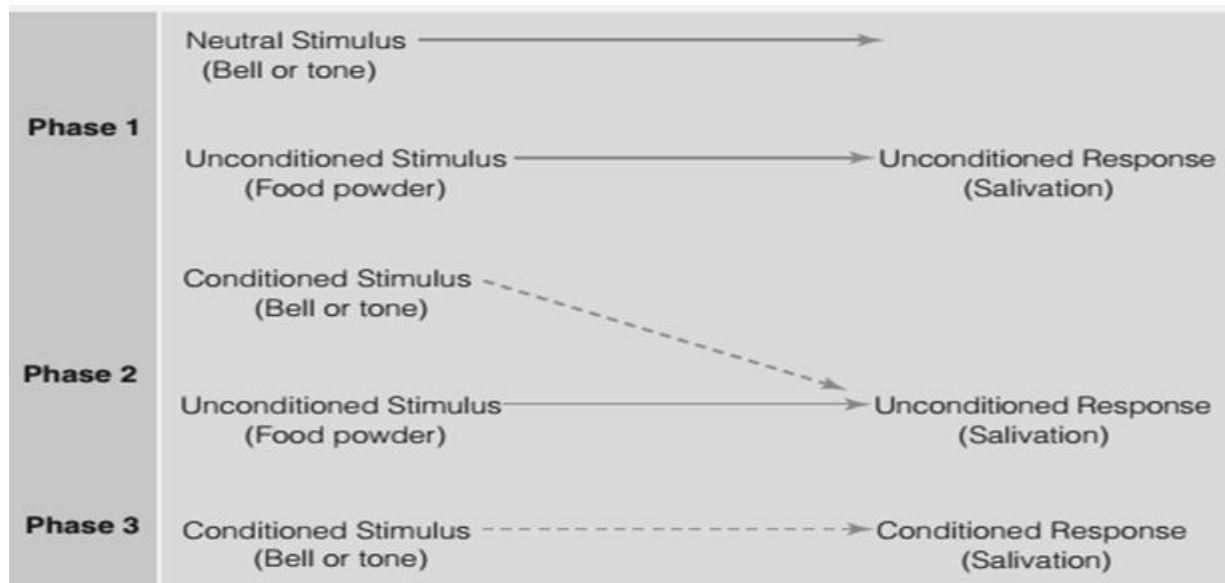 Phase 1
Neutral Stimulus
(Bell or tone)
Unconditioned Stimulus
(Food powder)
Unconditioned Response
(Salivation)
Phase 2
Conditioned Stimulus
(Bell or tone)
Unconditioned Stimulus
(Food powder)
Unconditioned Response
(Salivation)
Phase 3
Conditioned Stimulus
(Bell or tone)
Conditioned Response
(Salivation)